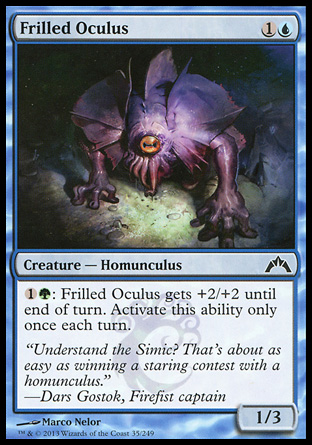 Frilled Oculus 1
Creature — Homunculus
1: Frilled Oculus gets +2/+2 until
end of turn. Activate this ability only
once each turn.
“Understand the Simic? That’s about as
easy as winning a staring contest with a
homunculus.”
—Dars Gostok, Firefist captain
Marco Nelor
™ & © 2013 Wizards of the Coast 35/249
1/3